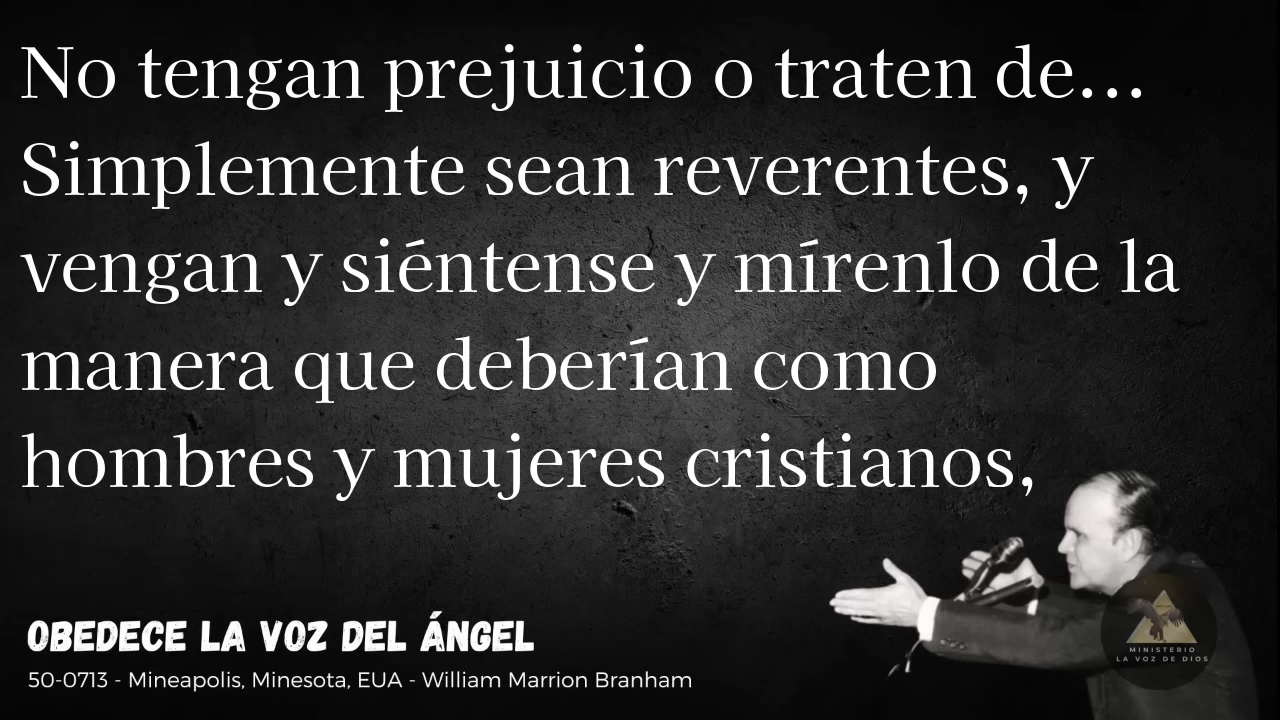 No tengan prejuicio o traten de...
Simplemente sean reverentes, y
vengan y siéntense y mírenlo de la
manera que deberían como
hombres y mujeres cristianos,
OBEDECE LA VOZ DEL ÁNGEL
50-0713 - Mineapolis, Minesota, EUA - William Marrion Branham
MINISTERIO
LA VOZ DE DIOS